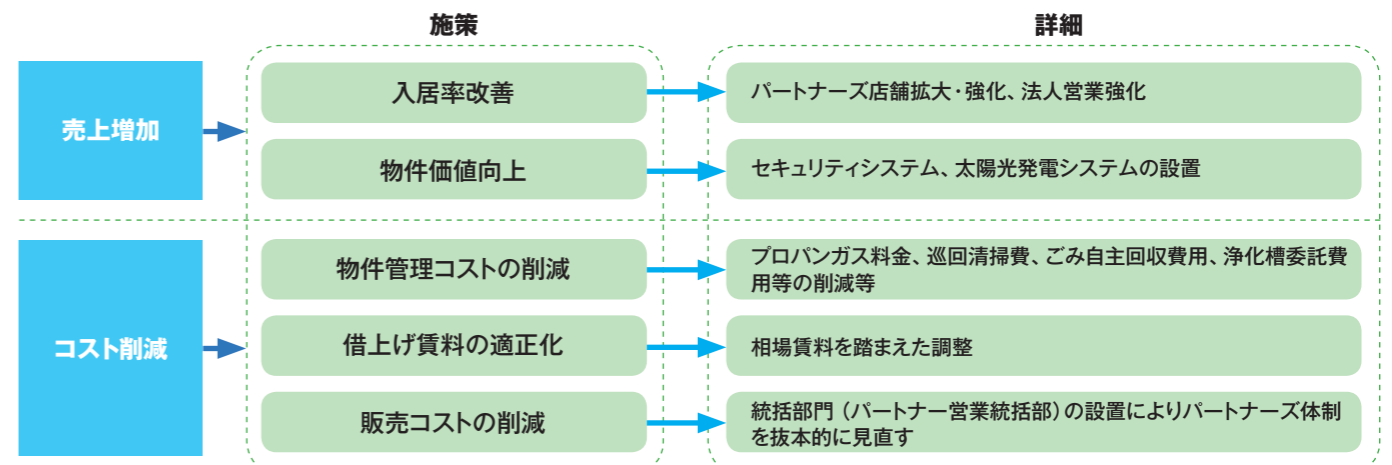 施策
詳細
売上増加
入居率改善
パートナーズ店舗拡大・強化、法人営業強化
物件価値向上
セキュリティシステム、太陽光発電システムの設置
コスト削減
物件管理コストの削減
プロパンガス料金、巡回清掃費、ごみ自主回収費用、浄化槽委託費
用等の削減等
借上げ賃料の適正化
相場賃料を踏まえた調整
販売コストの削減
統括部門（パートナー営業統括部）の設置によりパートナーズ体制
を抜本的に見直す